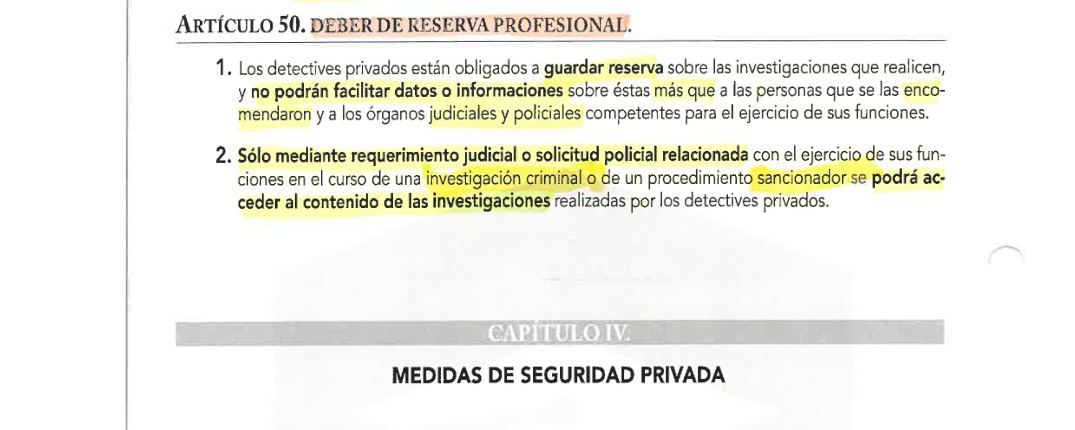 ARTÍCULO 50. DEBER DE RESERVA PROFESIONAL.
1. Los detectives privados están obligados a guardar reserva sobre las investigaciones que realicen,
y no podrán facilitar datos o informaciones sobre éstas más que a las personas que se las enco-
mendaron y a los órganos judiciales y policiales competentes para el ejercicio de sus funciones.
2. Sólo mediante requerimiento judicial o solicitud policial relacionada con el ejercicio de sus fun-
ciones en el curso de una investigación criminal o de un procedimiento sancionador se podrá ac-
ceder al contenido de las investigaciones realizadas por los detectives privados.
CAPÍTULO IV.
MEDIDAS DE SEGURIDAD PRIVADA